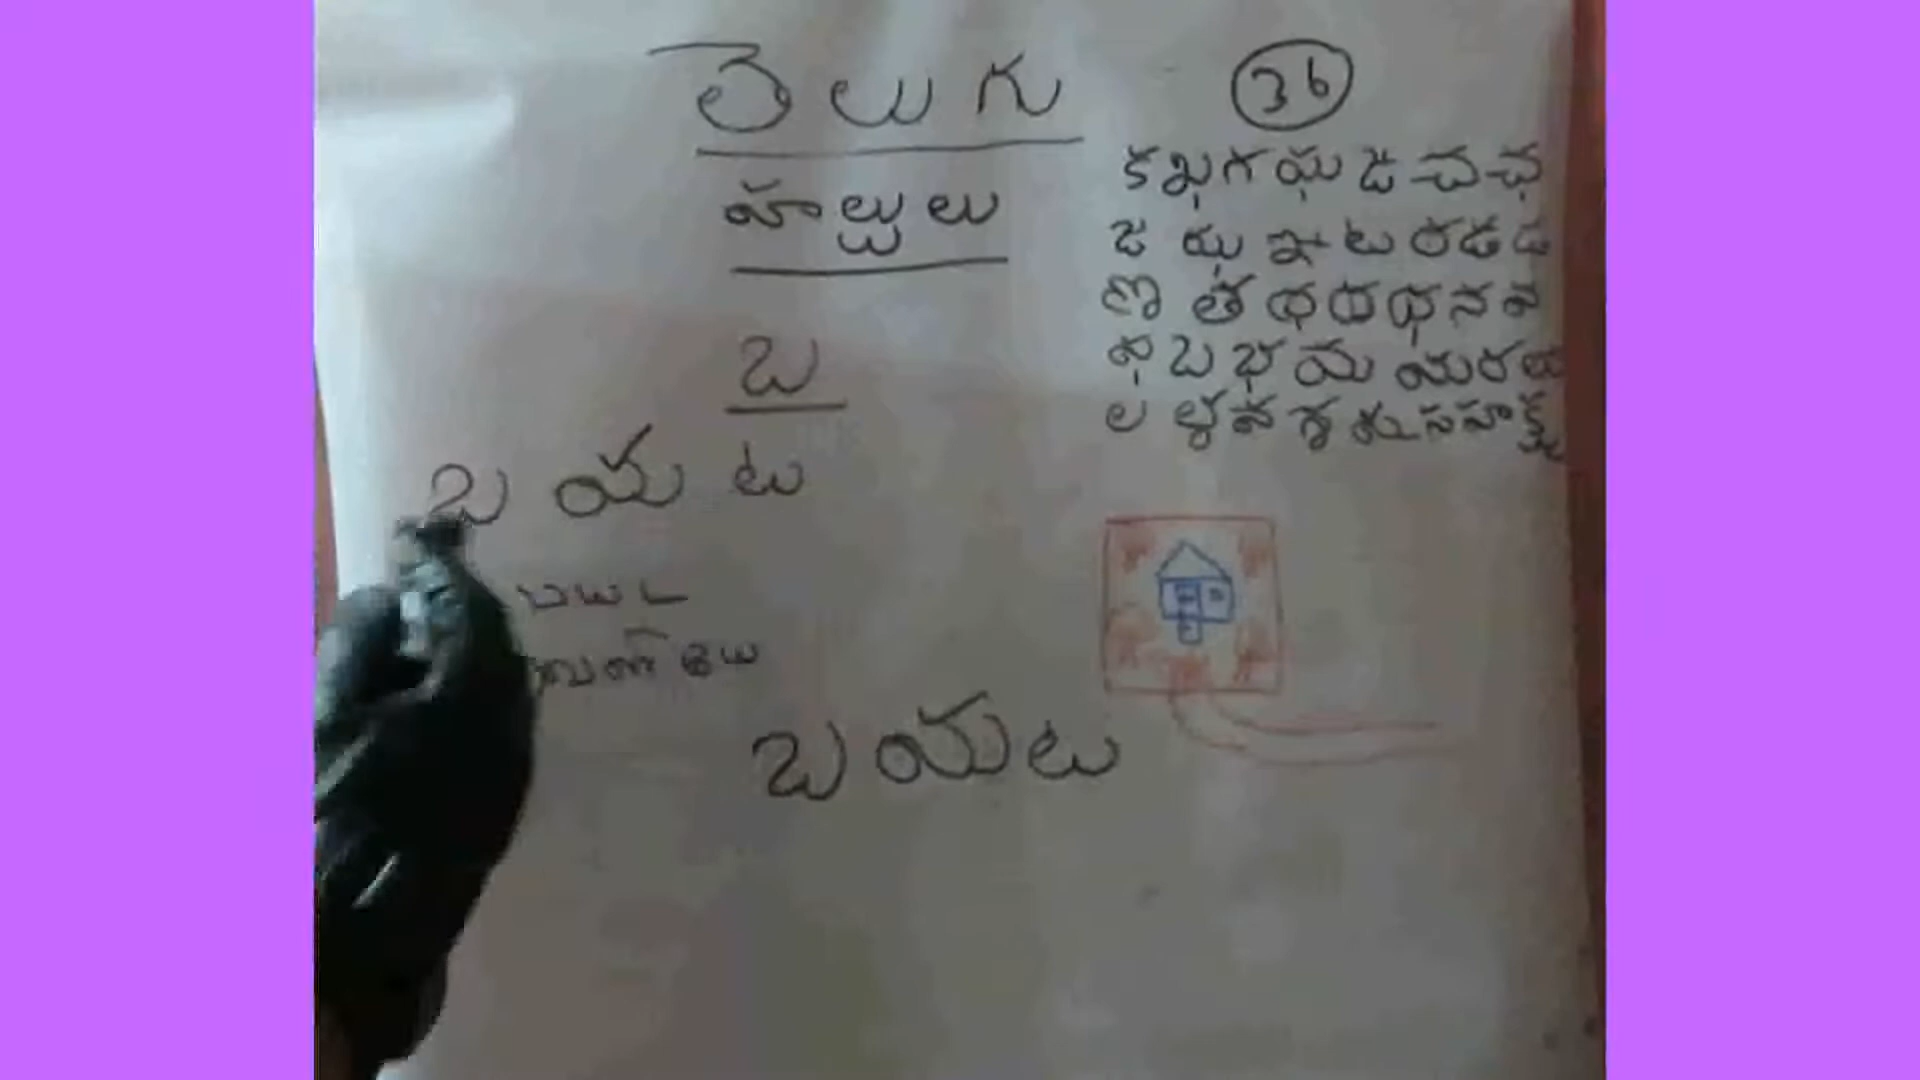 తెలుగు
36
హల్లులు
క ఖ గ ఘ జ చ ఛ
జ ఝ ఞ ట ఠ డ డ
ణ త థ ద ధ న ప
ఫ బ భ మ య ర ఱ
ల ళ వ శ ష స హ క్ష
బ
బ య ట
బయట